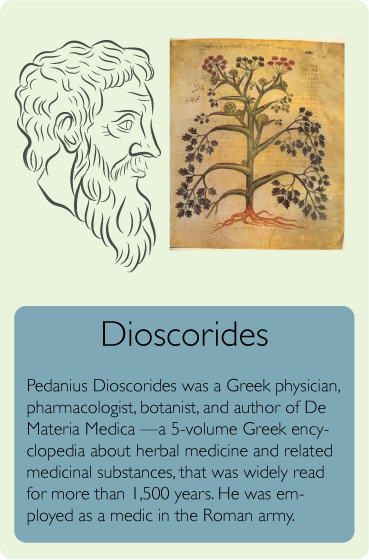 Dioscorides
Pedanius Dioscorides was a Greek physician,
pharmacologist, botanist, and author of De
Materia Medica —a 5-volume Greek ency-
clopedia about herbal medicine and related
medicinal substances, that was widely read
for more than 1,500 years. He was em-
ployed as a medic in the Roman army.